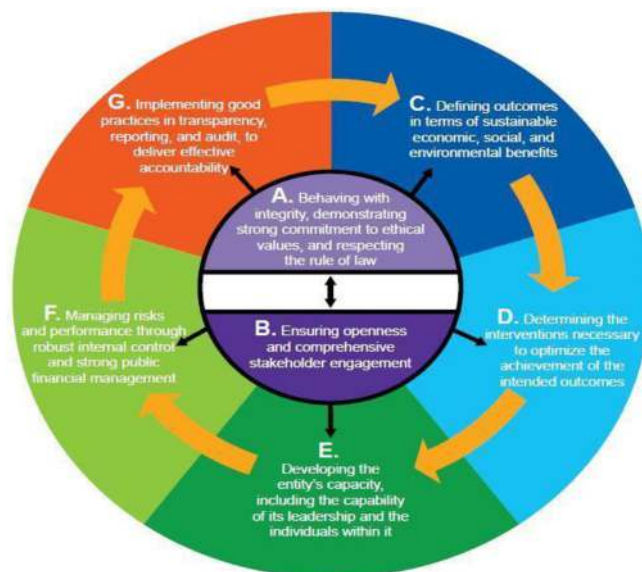 A. Behaving with
integrity, demonstrating
strong commitment to ethical
values, and respecting
the rule of law
B. Ensuring openness
and comprehensive
stakeholder engagement
C. Defining outcomes
in terms of sustainable
economic, social, and
environmental benefits
D. Determining the
interventions necessary
to optimize the
achievement of the
intended outcomes
E.
Developing the
entity's capacity,
including the capability
of its leadership and the
individuals within it
F. Managing risks
and performance through
robust internal control
and strong public
financial management
G. Implementing good
practices in transparency,
reporting, and audit, to
deliver effective
accountability